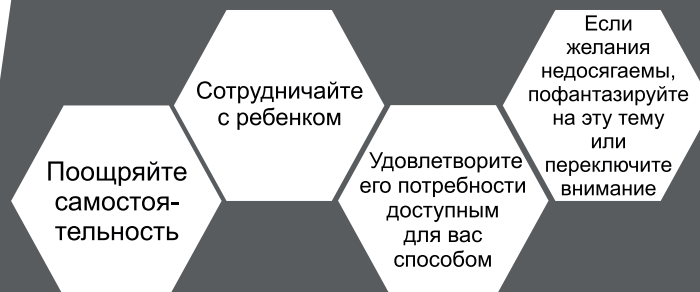 Поощряйте
самостоя-
тельность
Сотрудничайте
с ребенком
Удовлетворите
его потребности
доступным
для вас
способом
Если
желания
недосягаемы,
пофантазируйте
на эту тему
или
переключите
внимание